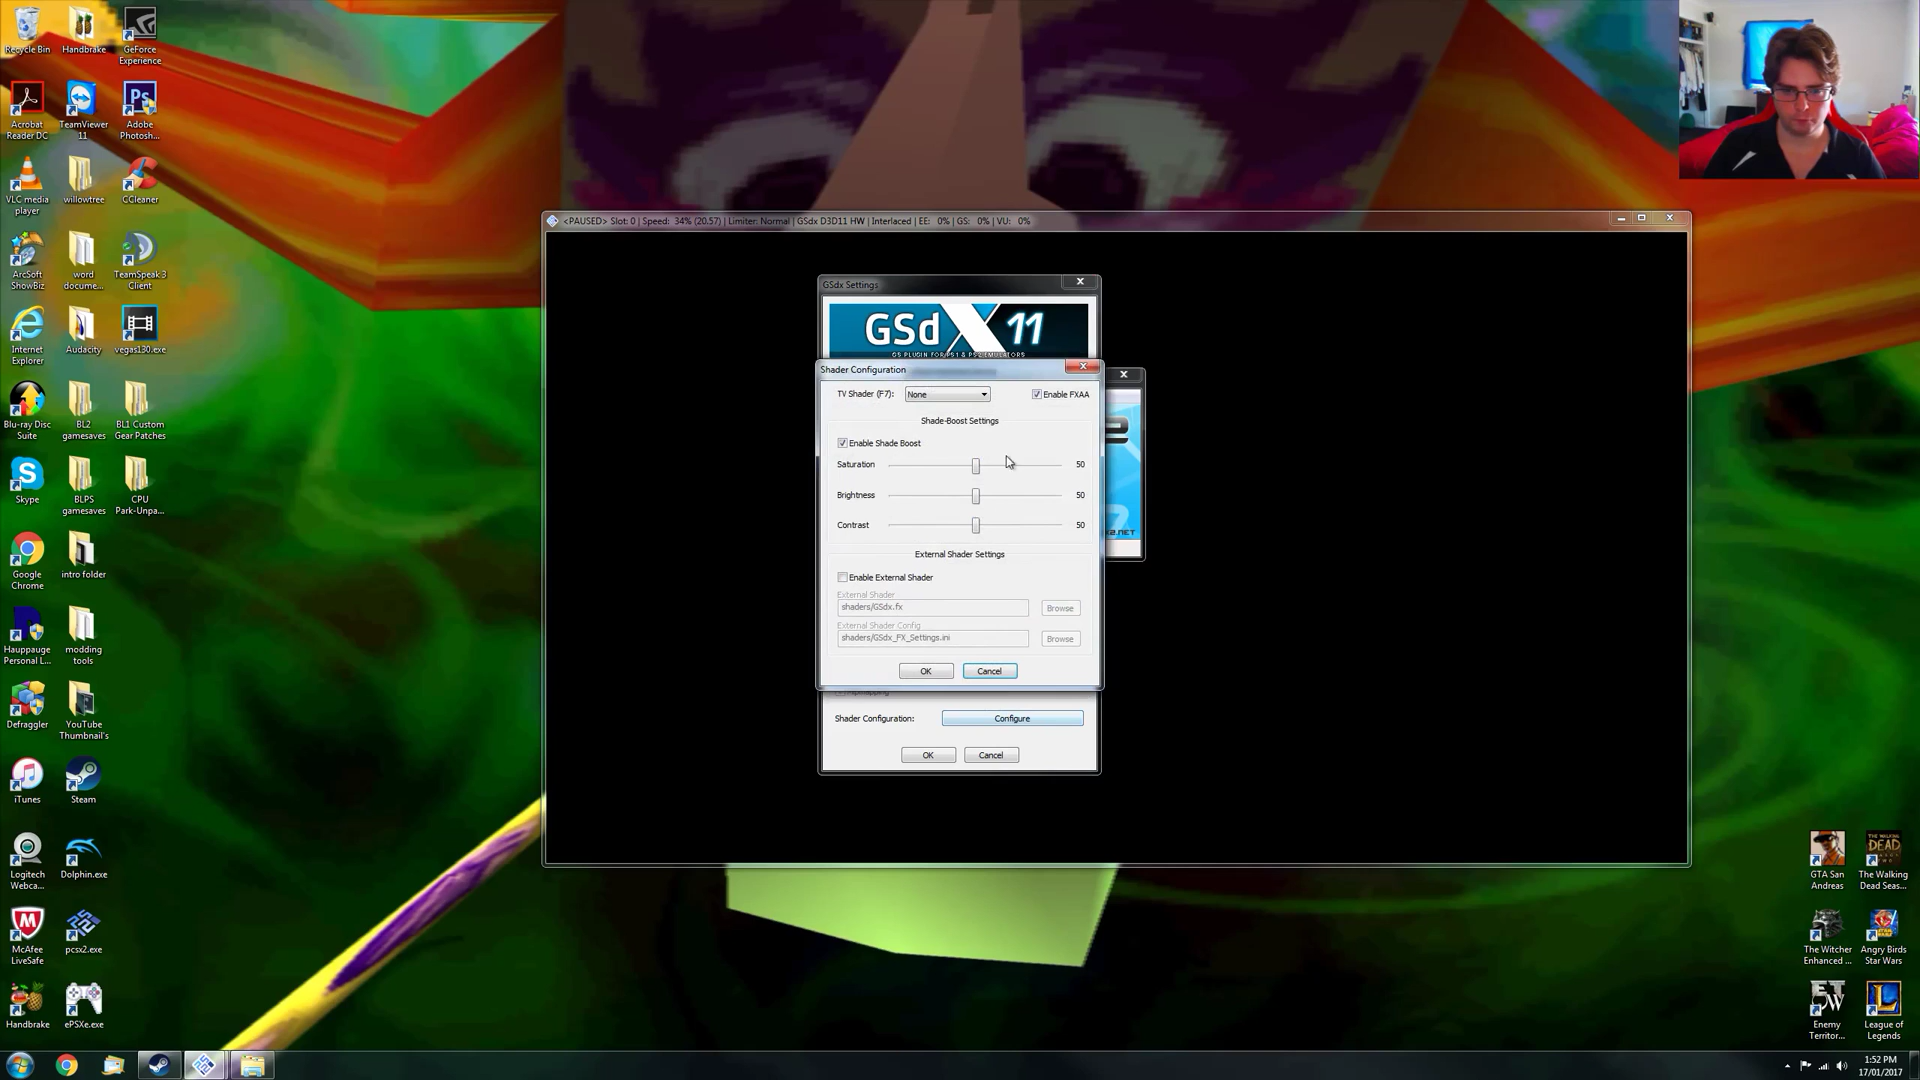 Recycle Bin
Handbrake
GeForce
Experience
Acrobat
Reader DC
TeamViewer
11
Ps
Adobe
Photosh...
VLC media
player
willowtree
CCleaner
ArcSoft
ShowBiz
word
docume...
TeamSpeak 3
Client
Internet
Explorer
Audacity
vegas130.exe
Blu-ray Disc
Suite
BL2
gamesaves
BL1 Custom
Gear Patches
Skype
BLPS
gamesaves
CPU
Park-Unpa...
Google
Chrome
intro folder
Hauppauge
Personal L...
modding
tools
Defraggler
YouTube
Thumbnail's
iTunes
Steam
Logitech
Webca...
Dolphin.exe
McAfee
LiveSafe
pcsx2.exe
Handbrake
ePSXe.exe
<PAUSED> Slot: 0 | Speed: 34% (20.57) | Limiter: Normal | GSdx D3D11 HW | Interlaced | EE: 0% | GS: 0% | VU: 0%
GSdx Settings
GSdX 11
GS PLUGIN FOR PS1 & PS2 EMULATORS
Shader Configuration
TV Shader (F7):
None
Enable FXAA
Shade-Boost Settings
Enable Shade Boost
Saturation
50
Brightness
50
Contrast
50
External Shader Settings
Enable External Shader
External Shader
shaders/GSdx.fx
Browse
External Shader Config
shaders/GSdx_FX_Settings.ini
Browse
OK
Cancel
Shader Configuration:
Configure
OK
Cancel
GTA San
Andreas
The Walking
Dead Seas...
The Witcher
Enhanced ...
Angry Birds
Star Wars
Enemy
Territor...
League of
Legends
1:52 PM
17/01/2017